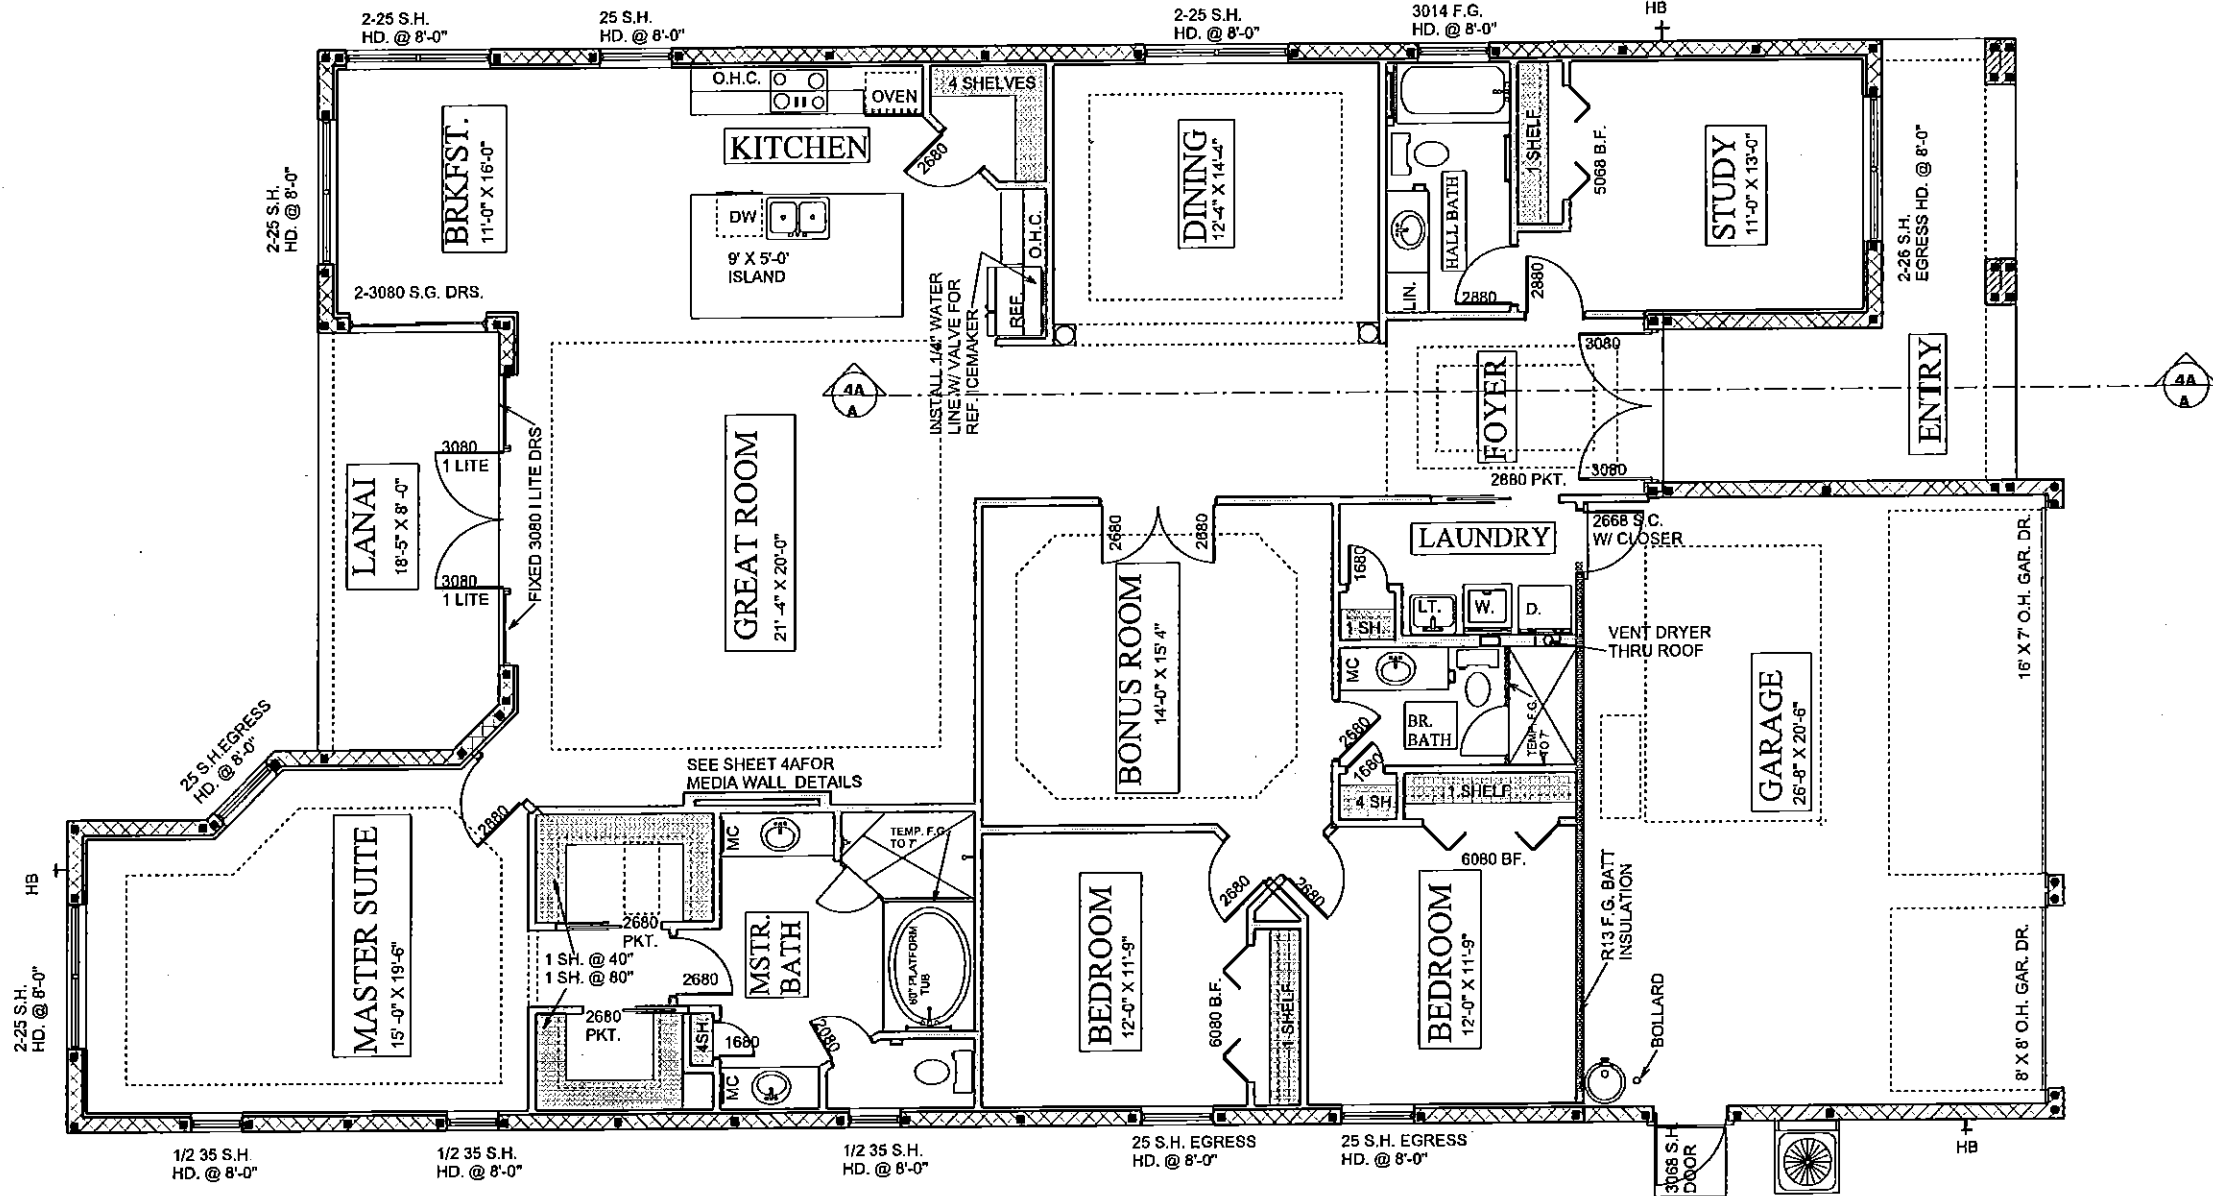 2-25 S.H.
HD. @ 8'-0"
25 S.H.
HD. @ 8'-0"
2-25 S.H.
HD. @ 8'-0"
3014 F.G.
HD. @ 8'-0"
HB
O.H.C.
OVEN
4 SHELVES
KITCHEN
2680
BRKFST.
11'-0" X 16'-0"
2-25 S.H.
HD. @ 8'-0"
DW
9' X 5'-0'
ISLAND
O.H.C.
REF.
DINING
12'-4" X 14'-4"
HALL BATH
LIN.
2880
2880
1 SHELF
5068 B.F.
STUDY
11'-0" X 13'-0"
2-26 S.H.
EGRESS HD. @ 8'-0"
2-3080 S.G. DRS.
INSTALL 1/4" WATER
LINE W/ VALVE FOR
REF. ICEMAKER
4A
A
FOYER
3080
3080
ENTRY
4A
A
LANAI
18'-5" X 8'-0"
3080
1 LITE
3080
1 LITE
FIXED 3080 1 LITE DRS
GREAT ROOM
21'-4" X 20'-0"
2880 PKT.
2680
2680
BONUS ROOM
14'-0" X 15'4"
LAUNDRY
1680
1 SH
LT.
W.
D.
2668 S.C.
W/ CLOSER
VENT DRYER
THRU ROOF
16' X 7' O.H. GAR. DR.
MC
BR.
BATH
TEMP. F.G.
TO 7'
2680
1680
4 SH
1 SHELF
GARAGE
26'-8" X 20'-6"
25 S.H.EGRESS
HD. @ 8'-0"
SEE SHEET 4AFOR
MEDIA WALL DETAILS
HB
MASTER SUITE
15'-0" X 19'-6"
2880
2-25 S.H.
HD. @ 8'-0"
MC
TEMP. F.G.
TO 7'
2680
PKT.
1 SH. @ 40"
1 SH. @ 80"
2680
MSTR.
BATH
60" PLATFORM
TUB
2680
PKT.
4SH.
1680
2080
MC
BEDROOM
12'-0" X 11'-9"
2680
2680
6080 B.F.
1 SHELF
6080 BF.
BEDROOM
12'-0" X 11'-9"
R13 F.G. BATT
INSULATION
BOLLARD
8' X 8' O.H. GAR. DR.
1/2 35 S.H.
HD. @ 8'-0"
1/2 35 S.H.
HD. @ 8'-0"
1/2 35 S.H.
HD. @ 8'-0"
25 S.H. EGRESS
HD. @ 8'-0"
25 S.H. EGRESS
HD. @ 8'-0"
3068 S.H
DOOR
HB